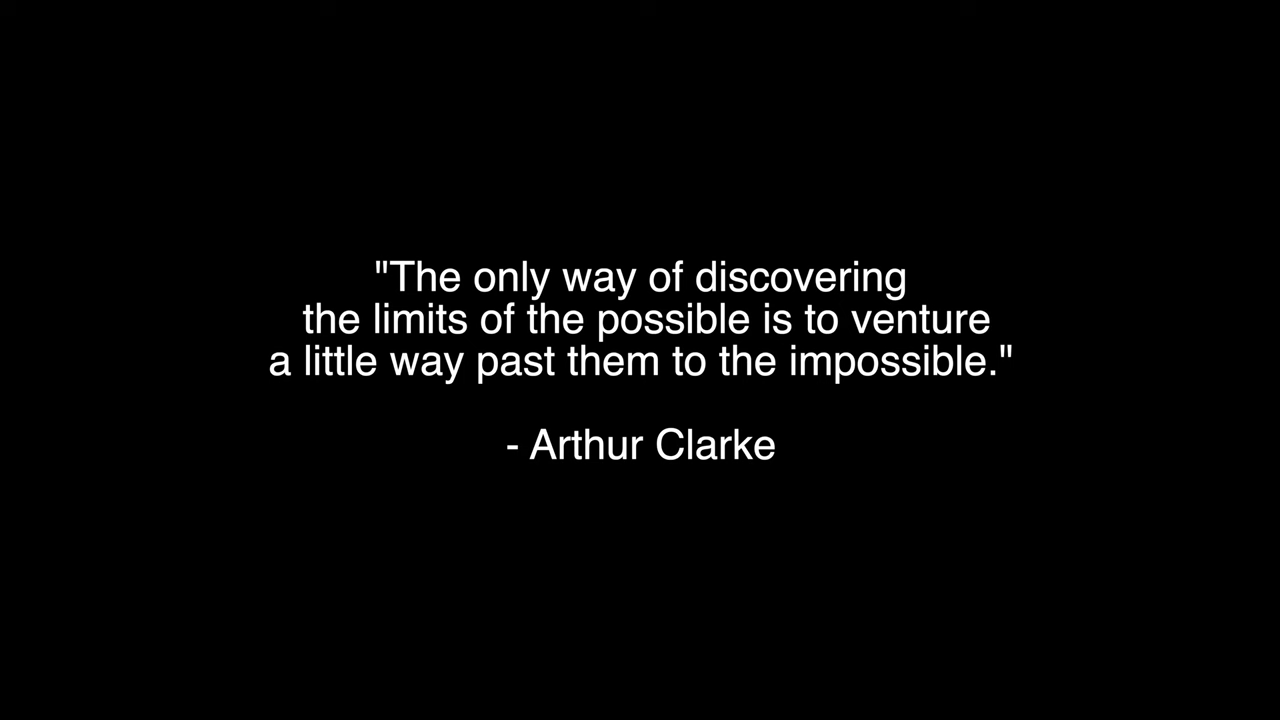 "The only way of discovering
the limits of the possible is to venture
a little way past them to the impossible."
- Arthur Clarke